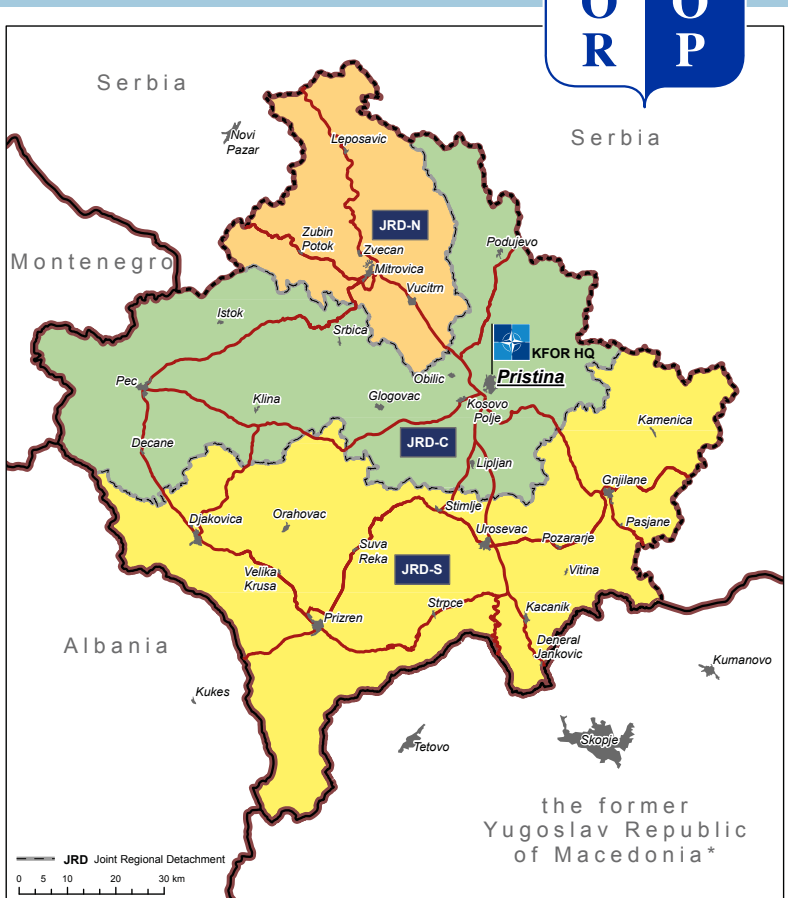 O O
R P
Serbia
Serbia
Novi
Pazar
Leposavic
JRD-N
Zubin
Potok
Zvecan
Podujevo
Montenegro
Mitrovica
Vucitrn
Istok
Srbica
KFOR HQ
Pec
Obilic
Pristina
Klina
Glogovac
Kosovo
Polje
Kamenica
Decane
JRD-C
Lipljan
Gnjilane
Stimlje
Djakovica
Orahovac
Urosevac
Pasjane
Suva
Reka
Pozararje
Velika
Krusa
JRD-S
Vitina
Strpce
Kacanik
Prizren
Deneral
Jankovic
Albania
Kumanovo
Kukes
Tetovo
Skopje
the former
Yugoslav Republic
of Macedonia*
JRD Joint Regional Detachment
0 5 10 20 30 km